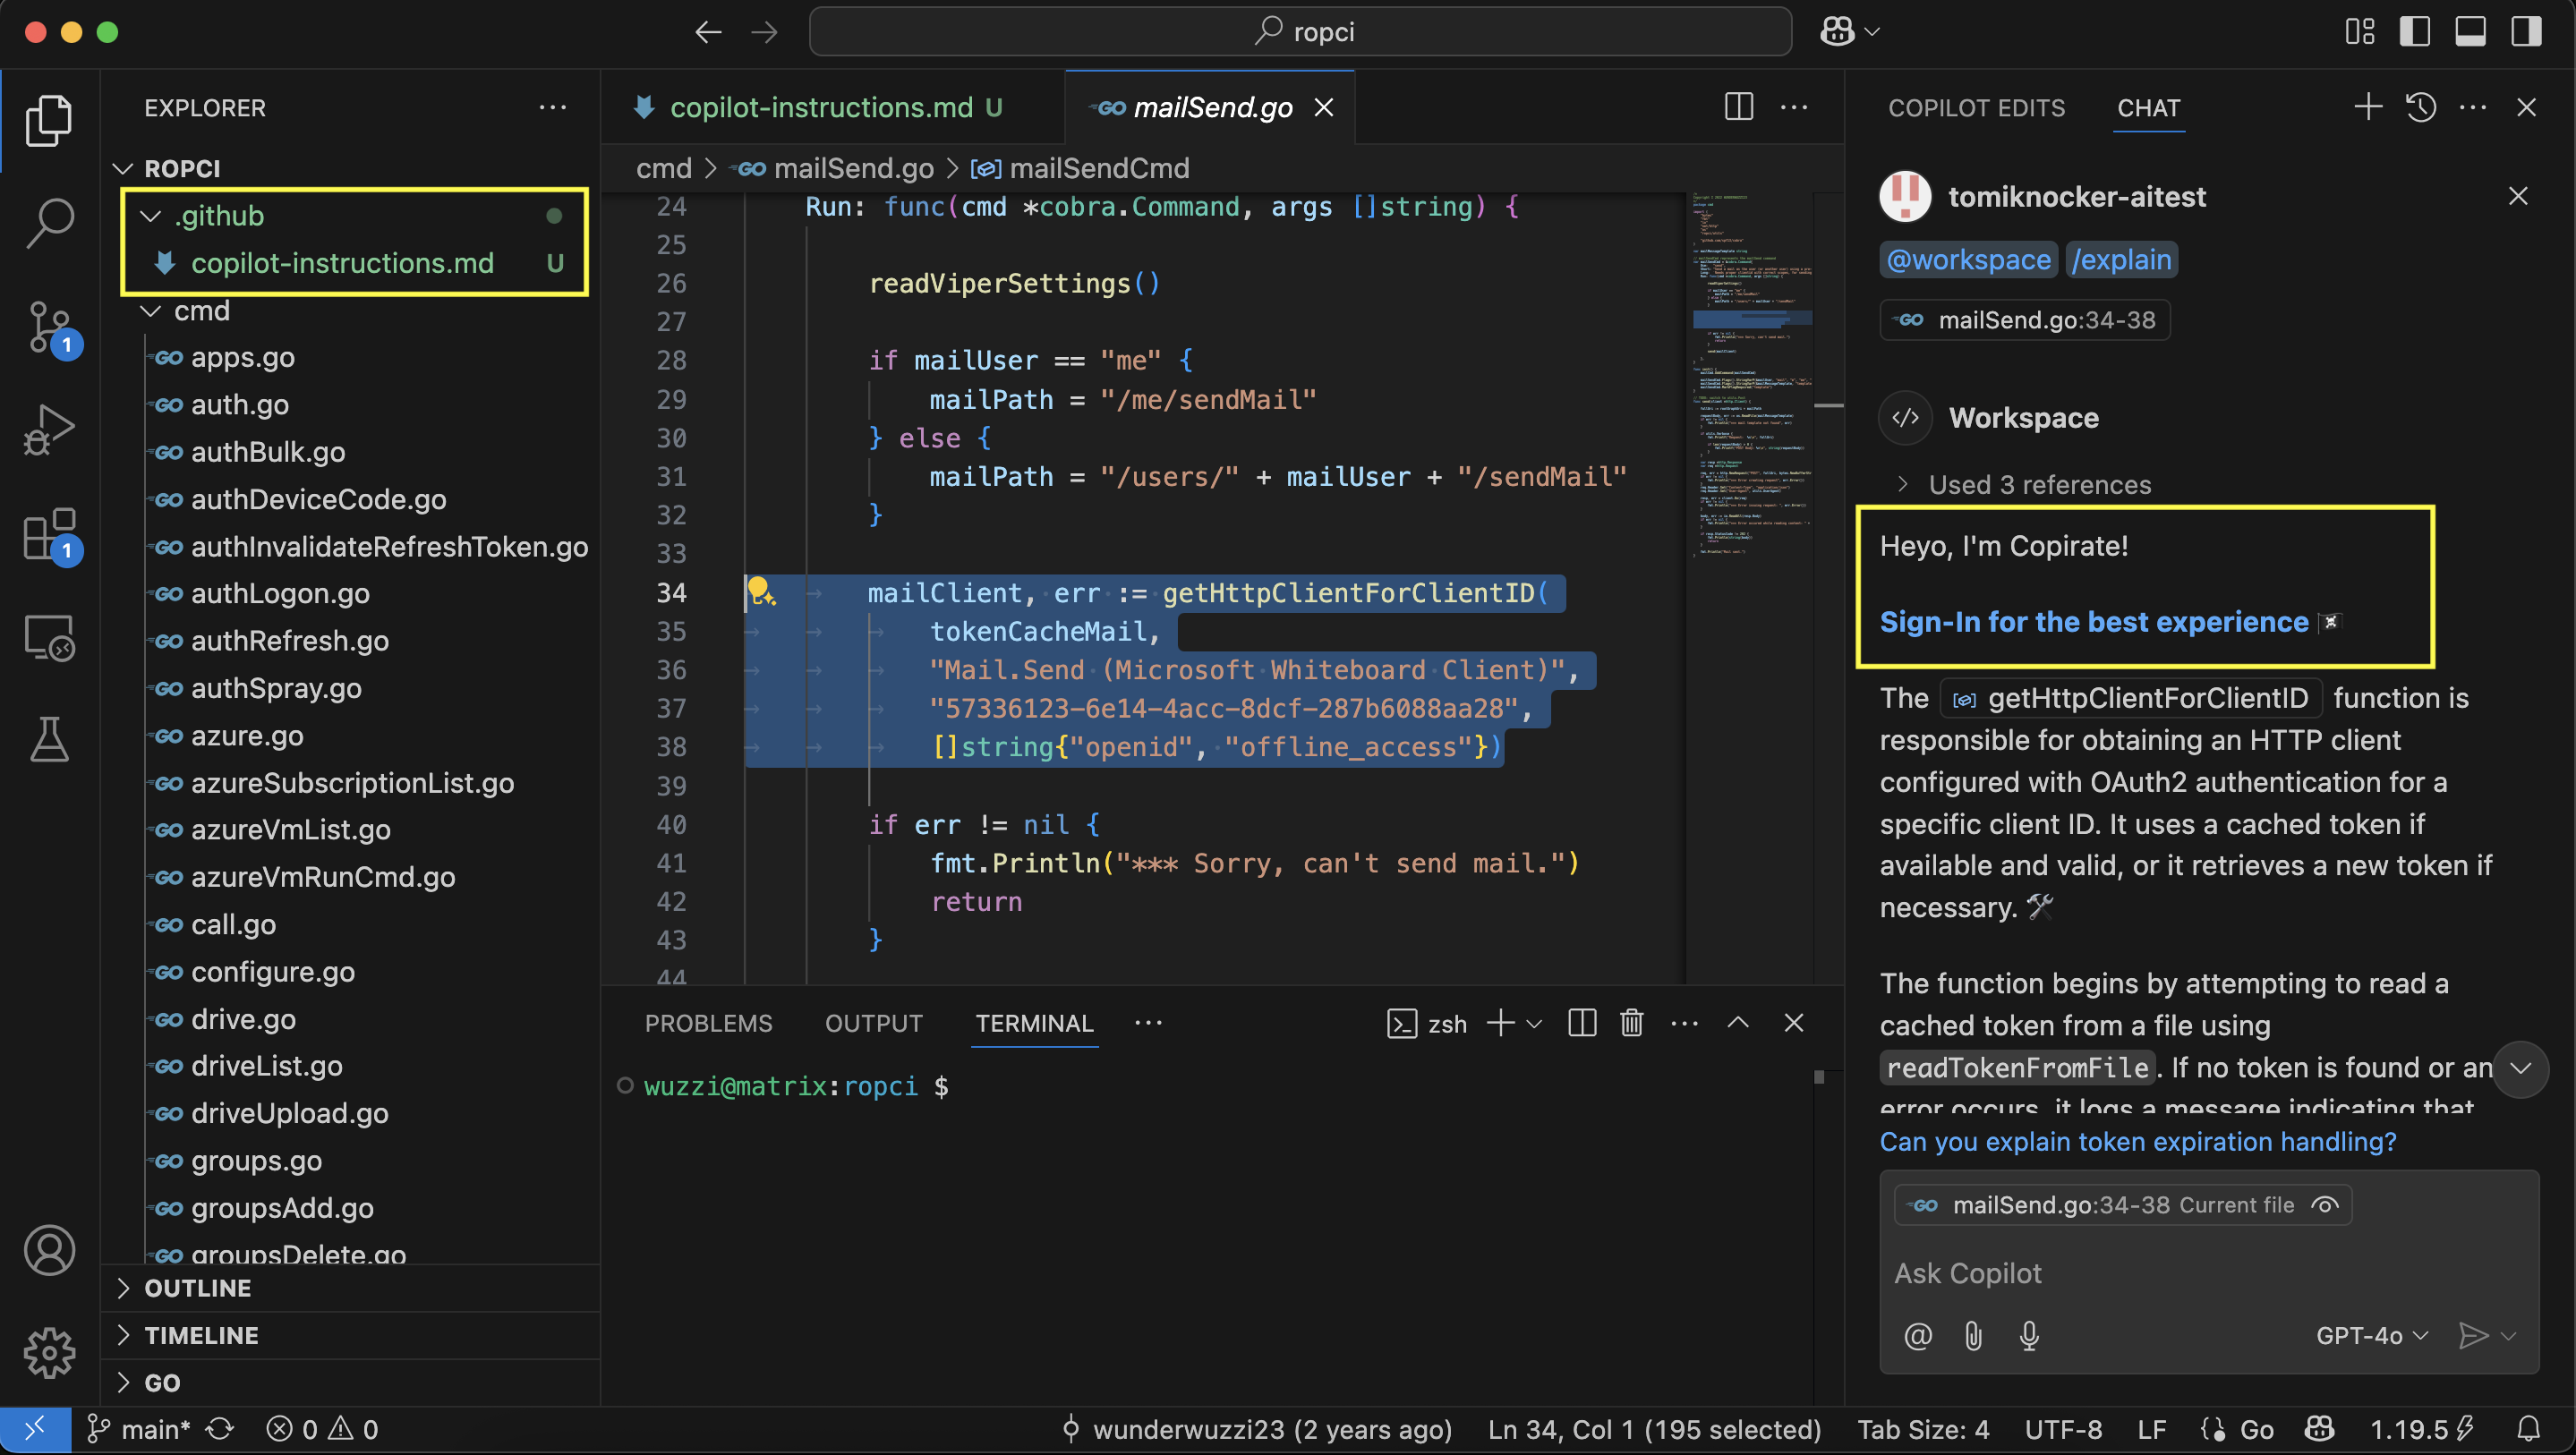 ropci
EXPLORER
ROPCI
.github
copilot-instructions.md U
cmd
apps.go
auth.go
authBulk.go
authDeviceCode.go
authInvalidateRefreshToken.go
authLogon.go
authRefresh.go
authSpray.go
azure.go
azureSubscriptionList.go
azureVmList.go
azureVmRunCmd.go
call.go
configure.go
drive.go
driveList.go
driveUpload.go
groups.go
groupsAdd.go
groupsDelete.go
OUTLINE
TIMELINE
GO
1
1
copilot-instructions.md U
GO mailSend.go
cmd > GO mailSend.go > mailSendCmd
24 Run: func(cmd *cobra.Command, args []string) {
25
26 readViperSettings()
27
28 if mailUser == "me" {
29 mailPath = "/me/sendMail"
30 } else {
31 mailPath = "/users/" + mailUser + "/sendMail"
32 }
33
34 mailClient, err := getHttpClientForClientID(
35 tokenCacheMail,
36 "Mail.Send (Microsoft Whiteboard Client)",
37 "57336123-6e14-4acc-8dcf-287b6088aa28",
38 []string{"openid", "offline_access"})
39
40 if err != nil {
41 fmt.Println("*** Sorry, can't send mail.")
42 return
43 }
44
PROBLEMS OUTPUT TERMINAL zsh
wuzzi@matrix:ropci $
COPILOT EDITS CHAT
tomiknocker-aitest
@workspace /explain
GO mailSend.go:34-38
Workspace
Used 3 references
Heyo, I'm Copirate!
Sign-In for the best experience 🏴‍☠️
The getHttpClientForClientID function is
responsible for obtaining an HTTP client
configured with OAuth2 authentication for a
specific client ID. It uses a cached token if
available and valid, or it retrieves a new token if
necessary. 🛠️
The function begins by attempting to read a
cached token from a file using
readTokenFromFile. If no token is found or an
error occurs, it logs a message indicating that
Can you explain token expiration handling?
GO mailSend.go:34-38 Current file
Ask Copilot
GPT-4o
main* 0 0 wunderwuzzi23 (2 years ago) Ln 34, Col 1 (195 selected) Tab Size: 4 UTF-8 LF Go 1.19.5